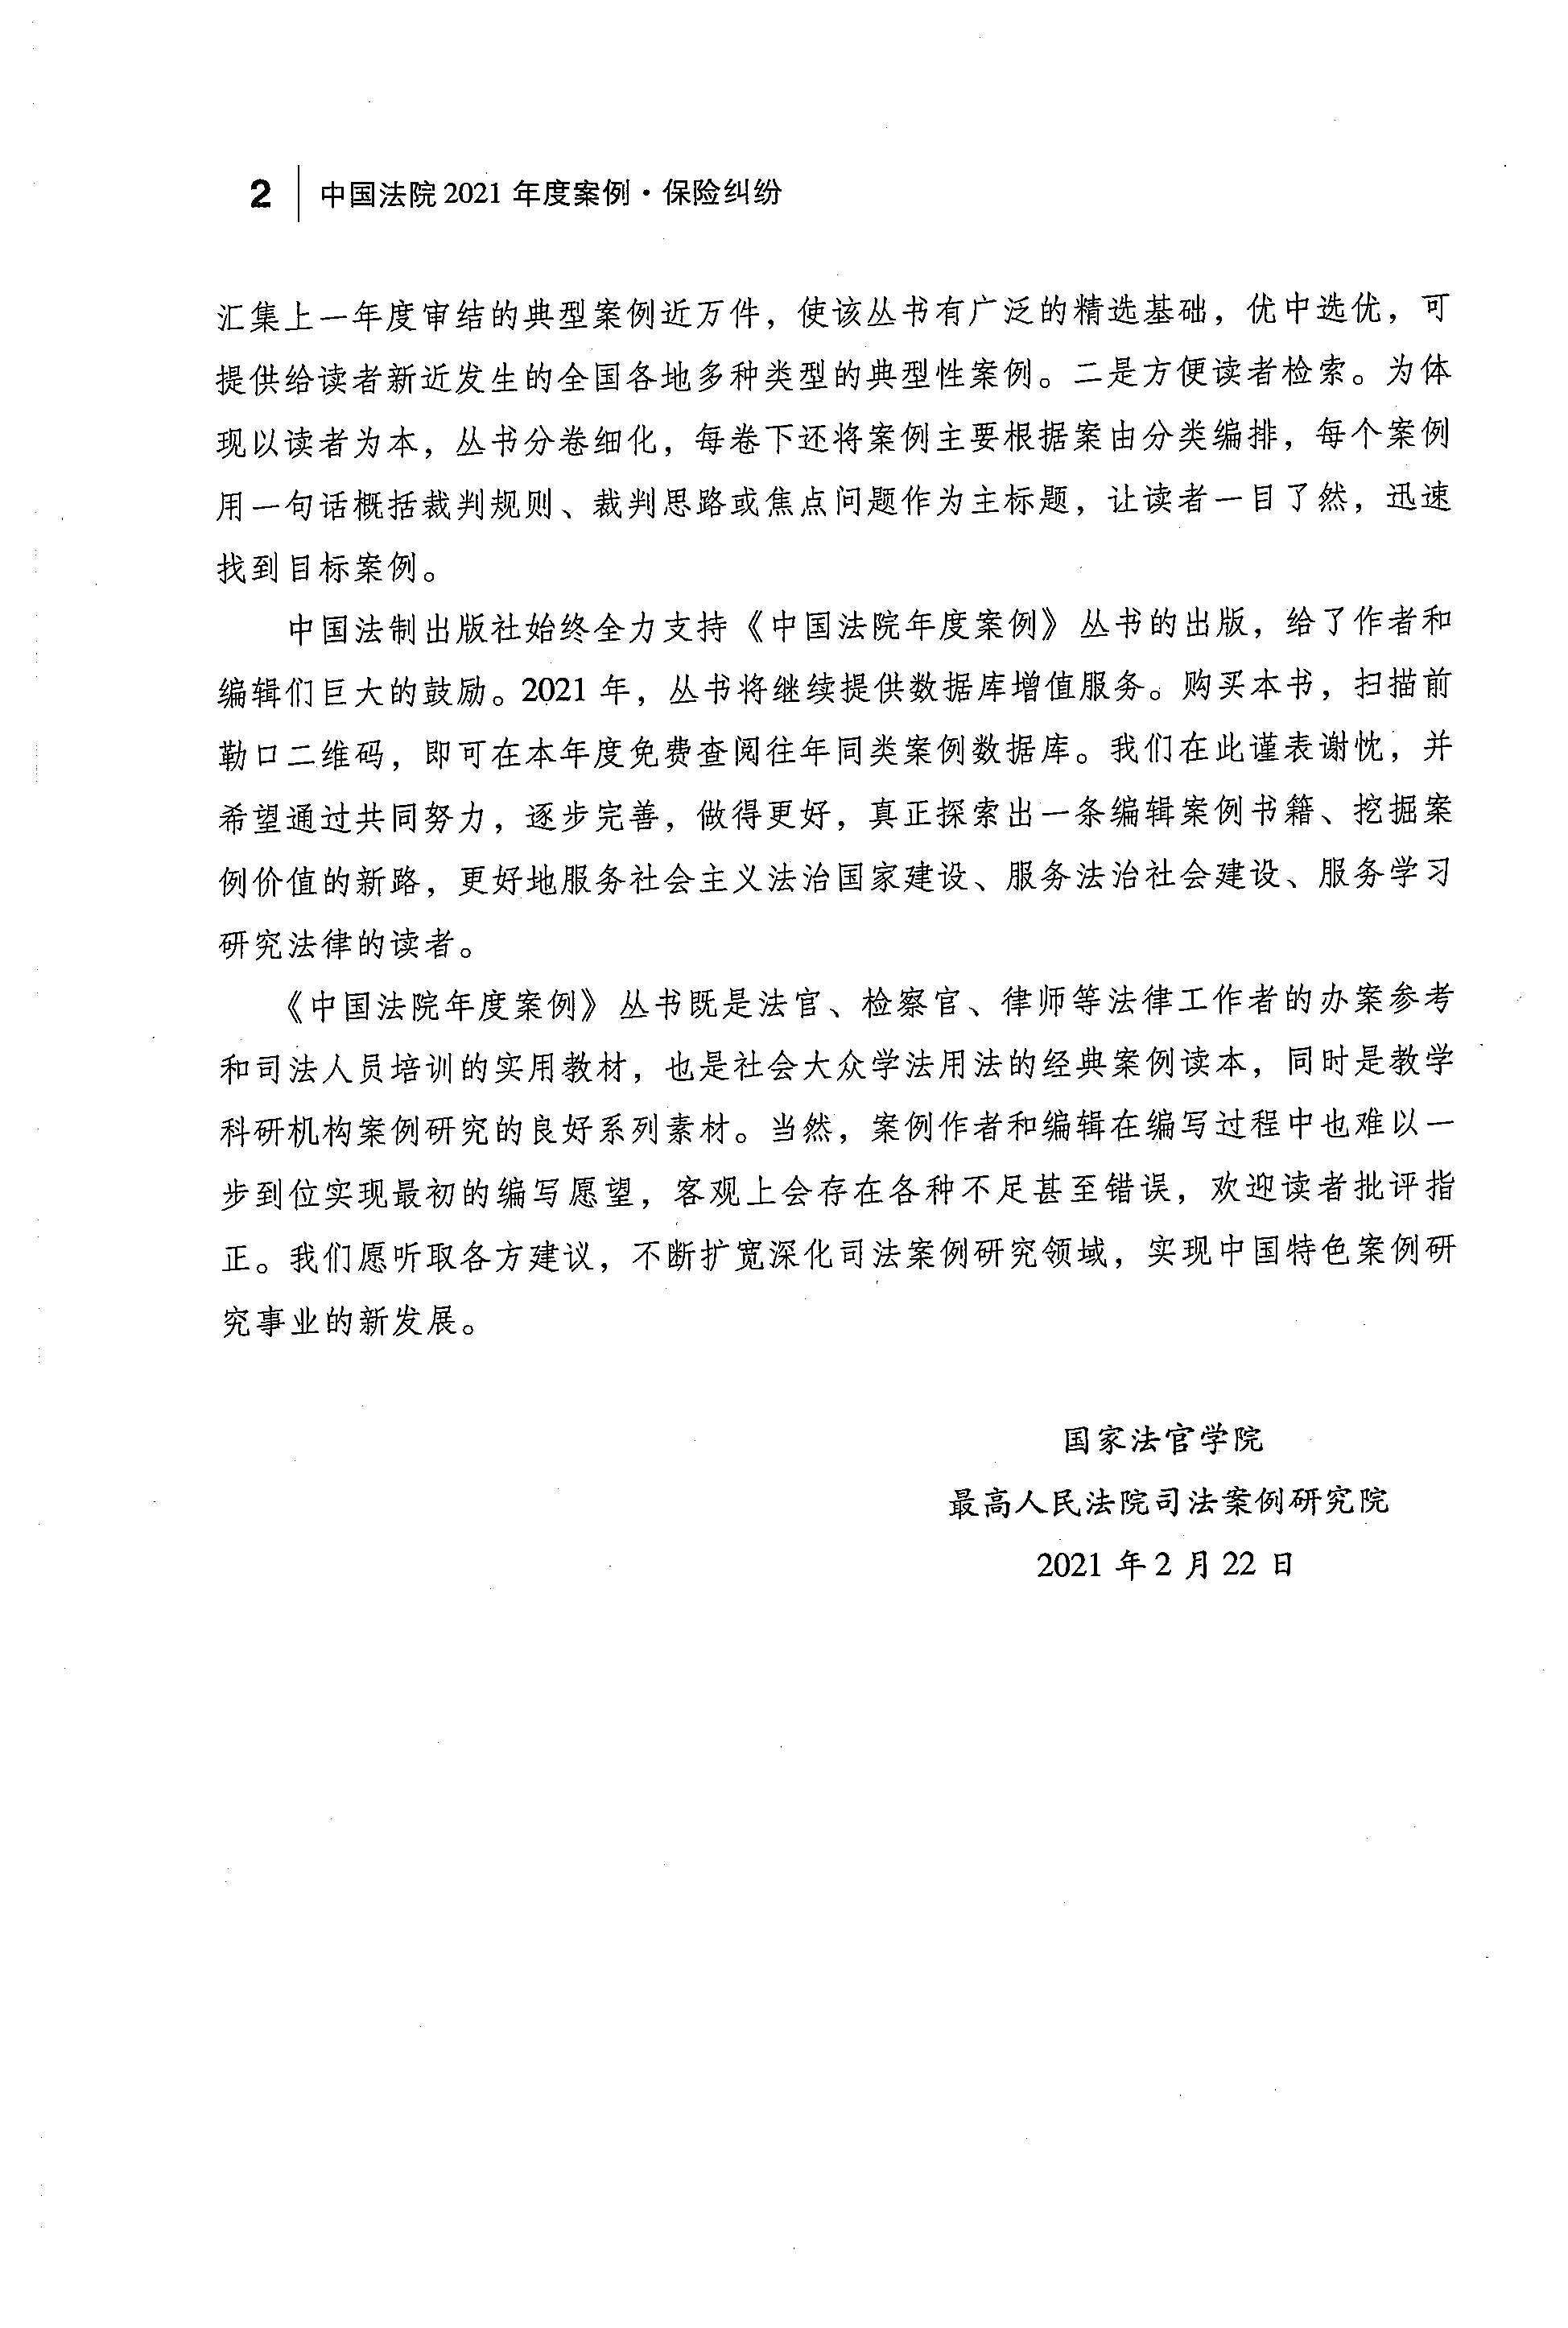 2 中国法院 2021 年度案例·保险纠纷
汇集上一年度审结的典型案例近万件，使该丛书有广泛的精选基础，优中选优，可
提供给读者新近发生的全国各地多种类型的典型性案例。二是方便读者检索。为体
现以读者为本，丛书分卷细化，每卷下还将案例主要根据案由分类编排，每个案例
用一句话概括裁判规则、裁判思路或焦点问题作为主标题，让读者一目了然，迅速
找到目标案例。
中国法制出版社始终全力支持《中国法院年度案例》丛书的出版，给了作者和
编辑们巨大的鼓励。2021 年，丛书将继续提供数据库增值服务。购买本书，扫描前
勒口二维码，即可在本年度免费查阅往年同类案例数据库。我们在此谨表谢忱，并
希望通过共同努力，逐步完善，做得更好，真正探索出一条编辑案例书籍、挖掘案
例价值的新路，更好地服务社会主义法治国家建设、服务法治社会建设、服务学习
研究法律的读者。
《中国法院年度案例》丛书既是法官、检察官、律师等法律工作者的办案参考
和司法人员培训的实用教材，也是社会大众学法用法的经典案例读本，同时是教学
科研机构案例研究的良好系列素材。当然，案例作者和编辑在编写过程中也难以一
步到位实现最初的编写愿望，客观上会存在各种不足甚至错误，欢迎读者批评指
正。我们愿听取各方建议，不断扩宽深化司法案例研究领域，实现中国特色案例研
究事业的新发展。
国家法官学院
最高人民法院司法案例研究院
2021 年 2 月 22 日